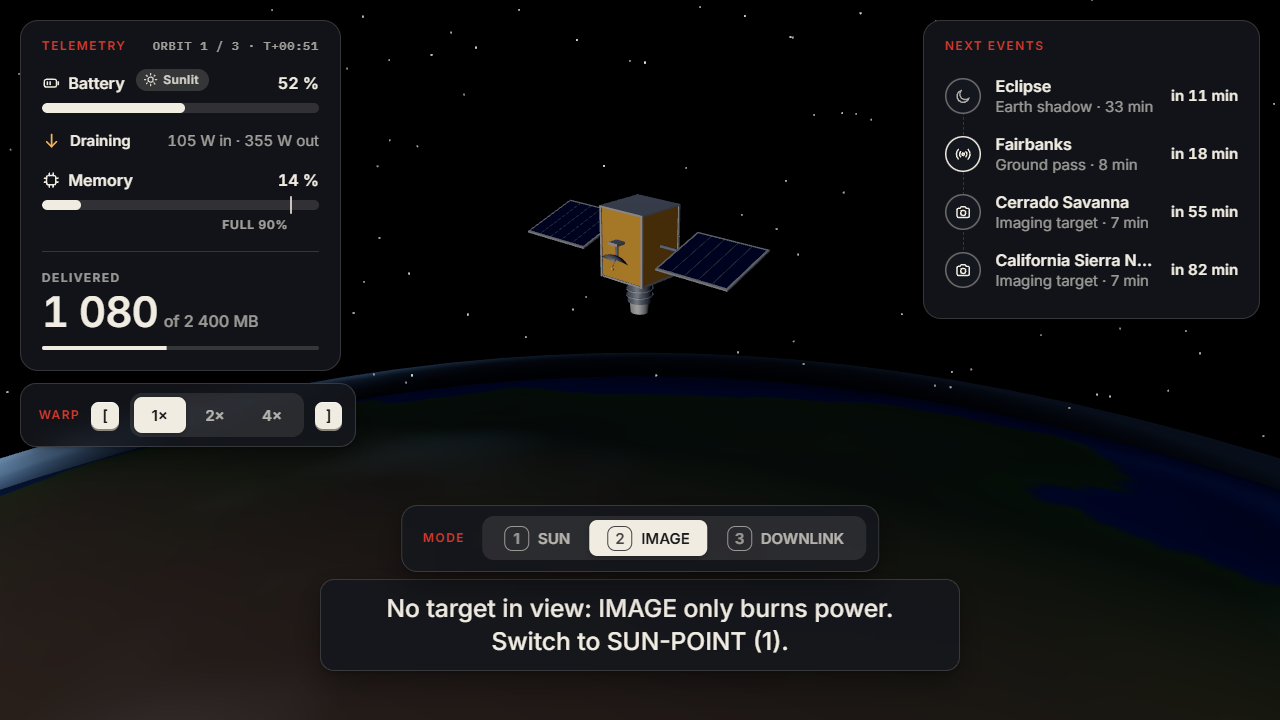 TELEMETRY ORBIT 1 / 3 · T+00:51
Battery Sunlit 52 %
Draining 105 W in · 355 W out
Memory 14 %
FULL 90%
DELIVERED
1 080 of 2 400 MB
WARP [ 1× 2× 4× ]
NEXT EVENTS
Eclipse
Earth shadow · 33 min
in 11 min
Fairbanks
Ground pass · 8 min
in 18 min
Cerrado Savanna
Imaging target · 7 min
in 55 min
California Sierra N...
Imaging target · 7 min
in 82 min
MODE 1 SUN 2 IMAGE 3 DOWNLINK
No target in view: IMAGE only burns power.
Switch to SUN-POINT (1).